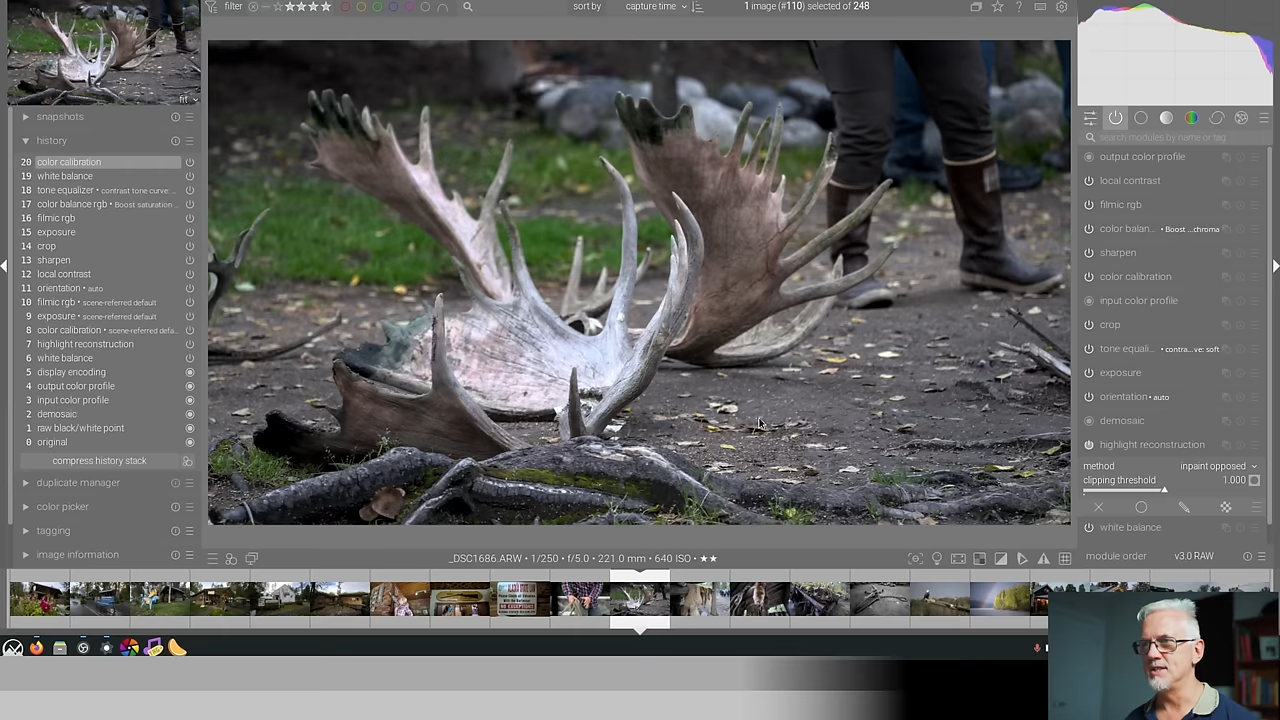 filter
sort by capture time
1 image (#110) selected of 248
fit
snapshots
history
20 color calibration
19 white balance
18 tone equalizer • contrast tone curve: ...
17 color balance rgb • Boost saturation ...
16 filmic rgb
15 exposure
14 crop
13 sharpen
12 local contrast
11 orientation • auto
10 filmic rgb • scene-referred default
9 exposure • scene-referred default
8 color calibration • scene-referred defa...
7 highlight reconstruction
6 white balance
5 display encoding
4 output color profile
3 input color profile
2 demosaic
1 raw black/white point
0 original
compress history stack
duplicate manager
color picker
tagging
image information
_DSC1686.ARW • 1/250 • f/5.0 • 221.0 mm • 640 ISO • ★★
search modules by name or tag
output color profile
local contrast
filmic rgb
color balan... • Boost ...chroma
sharpen
color calibration
input color profile
crop
tone equali... • contra...ve: soft
exposure
orientation • auto
demosaic
highlight reconstruction
method inpaint opposed
clipping threshold 1.000
white balance
module order v3.0 RAW